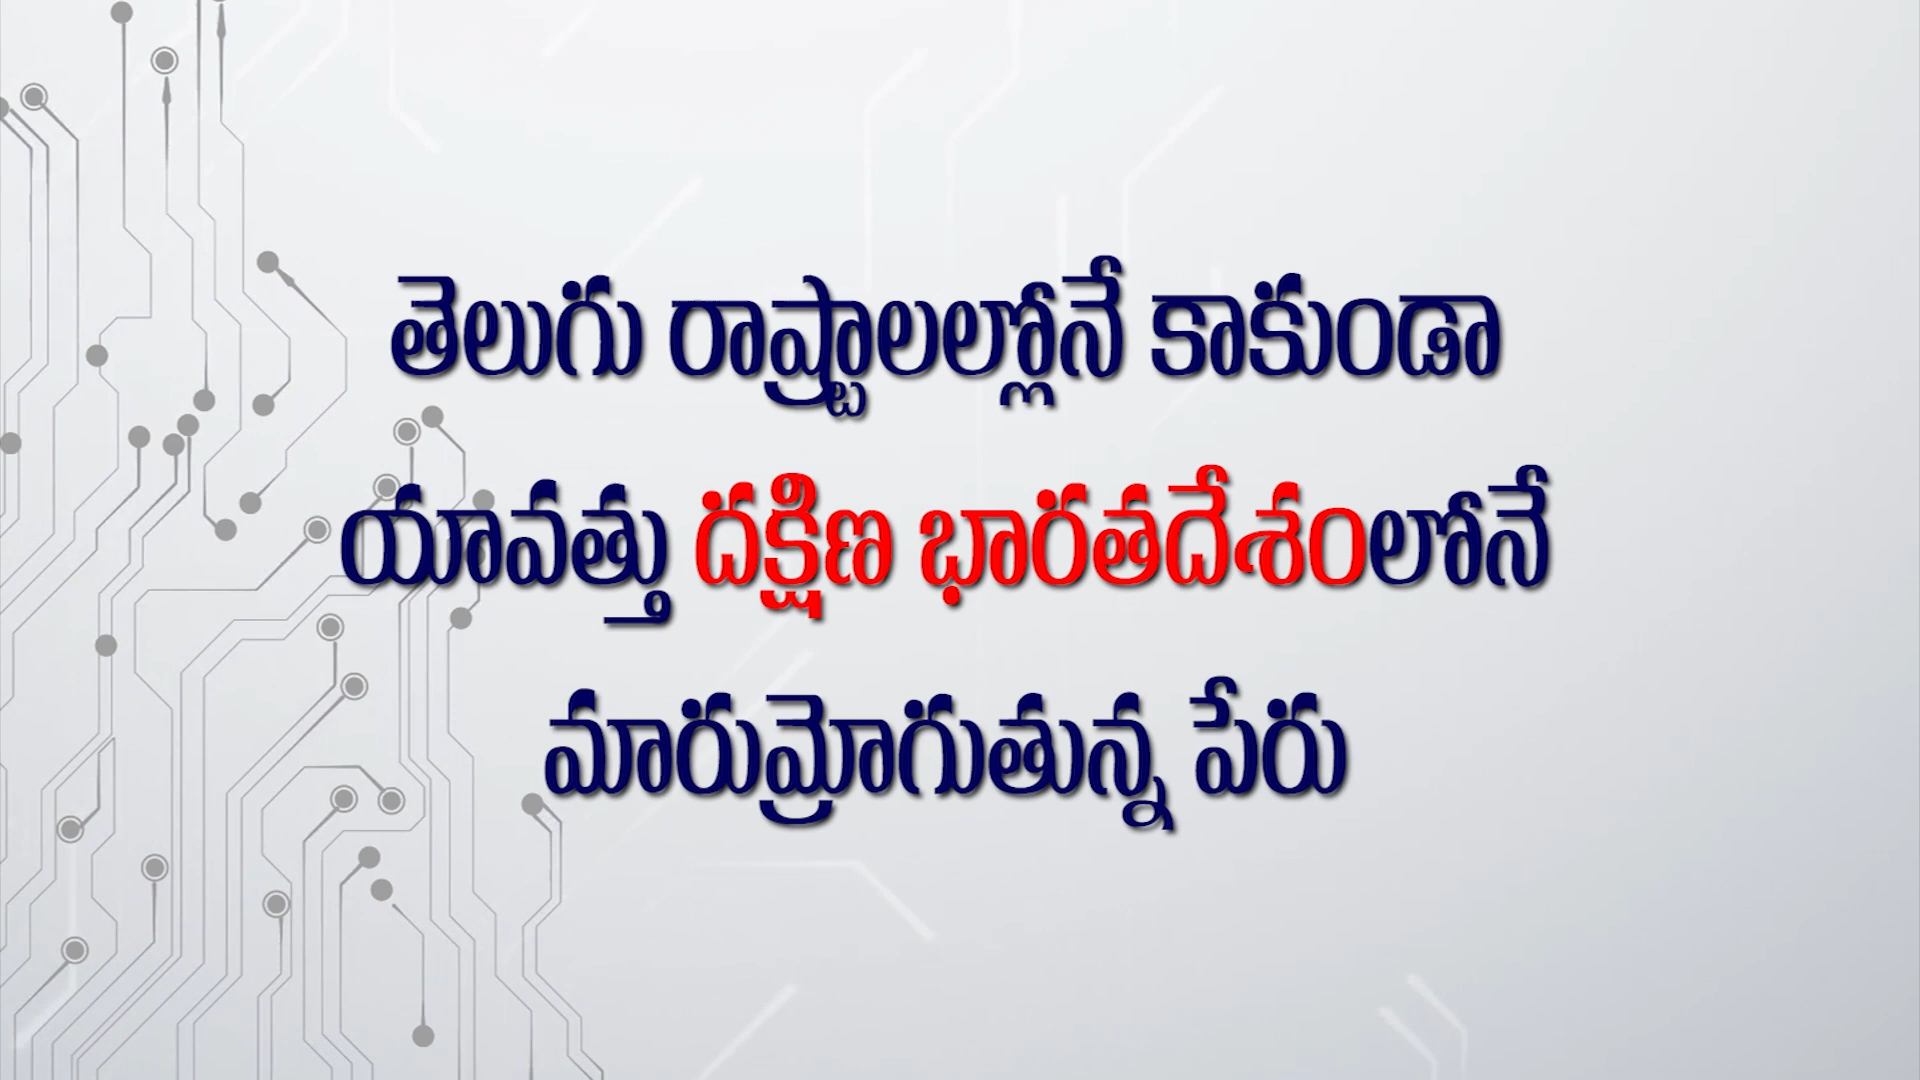 తెలుగు రాష్ట్రాలల్లోనే కాకుండా
యావత్తు దక్షిణ భారతదేశంలోనే
మారుమ్రోగుతున్న పేరు